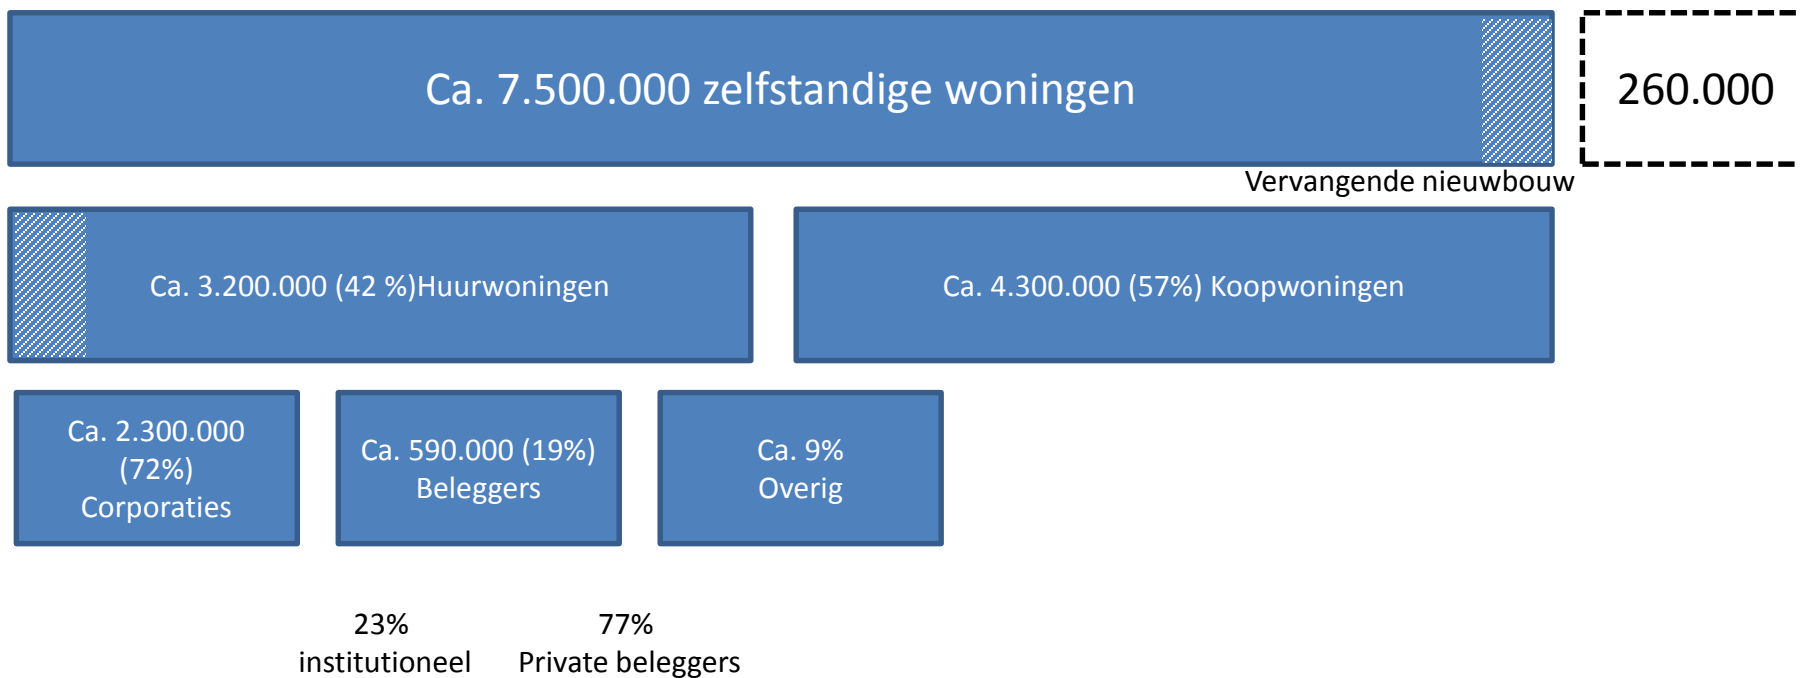 Ca. 7.500.000 zelfstandige woningen
260.000
Vervangende nieuwbouw
Ca. 3.200.000 (42 %)Huurwoningen
Ca. 4.300.000 (57%) Koopwoningen
Ca. 2.300.000
(72%)
Corporaties
Ca. 590.000 (19%)
Beleggers
Ca. 9%
Overig
23%
institutioneel
77%
Private beleggers